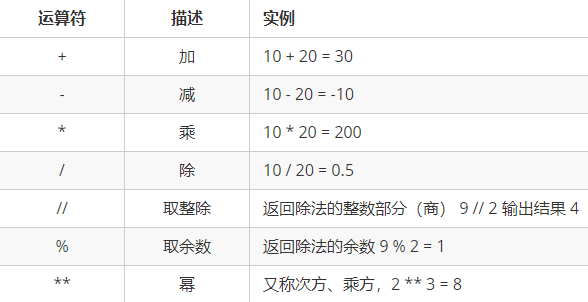 运算符 描述 实例
+ 加 10 + 20 = 30
- 减 10 - 20 = -10
* 乘 10 * 20 = 200
/ 除 10 / 20 = 0.5
// 取整除 返回除法的整数部分（商） 9 // 2 输出结果 4
% 取余数 返回除法的余数 9 % 2 = 1
** 幂 又称次方、乘方，2 ** 3 = 8